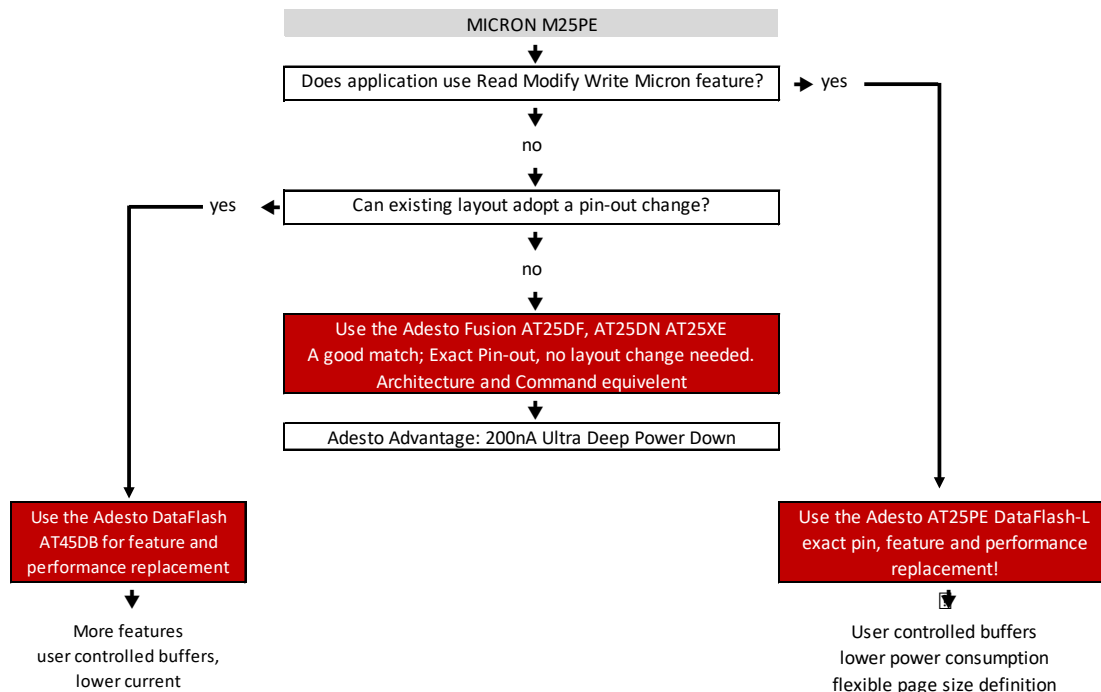 MICRON M25PE
Does application use Read Modify Write Micron feature?
yes
no
yes
Can existing layout adopt a pin-out change?
no
Use the Adesto Fusion AT25DF, AT25DN AT25XE
A good match; Exact Pin-out, no layout change needed.
Architecture and Command equivelent
Adesto Advantage: 200nA Ultra Deep Power Down
Use the Adesto DataFlash
AT45DB for feature and
performance replacement
Use the Adesto AT25PE DataFlash-L
exact pin, feature and performance
replacement!
More features
user controlled buffers,
lower current
User controlled buffers
lower power consumption
flexible page size definition